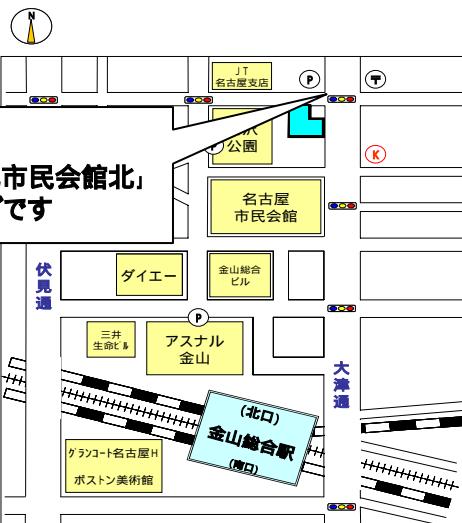 N
JT
名古屋支店
P
〒
公園
P
K
市民会館北」
です
名古屋
市民会館
伏見通
ダイエー
金山総合
ビル
P
三井
生命ビル
アスナル
金山
大津通
(北口)
金山総合駅
(南口)
グランコート名古屋H
ボストン美術館